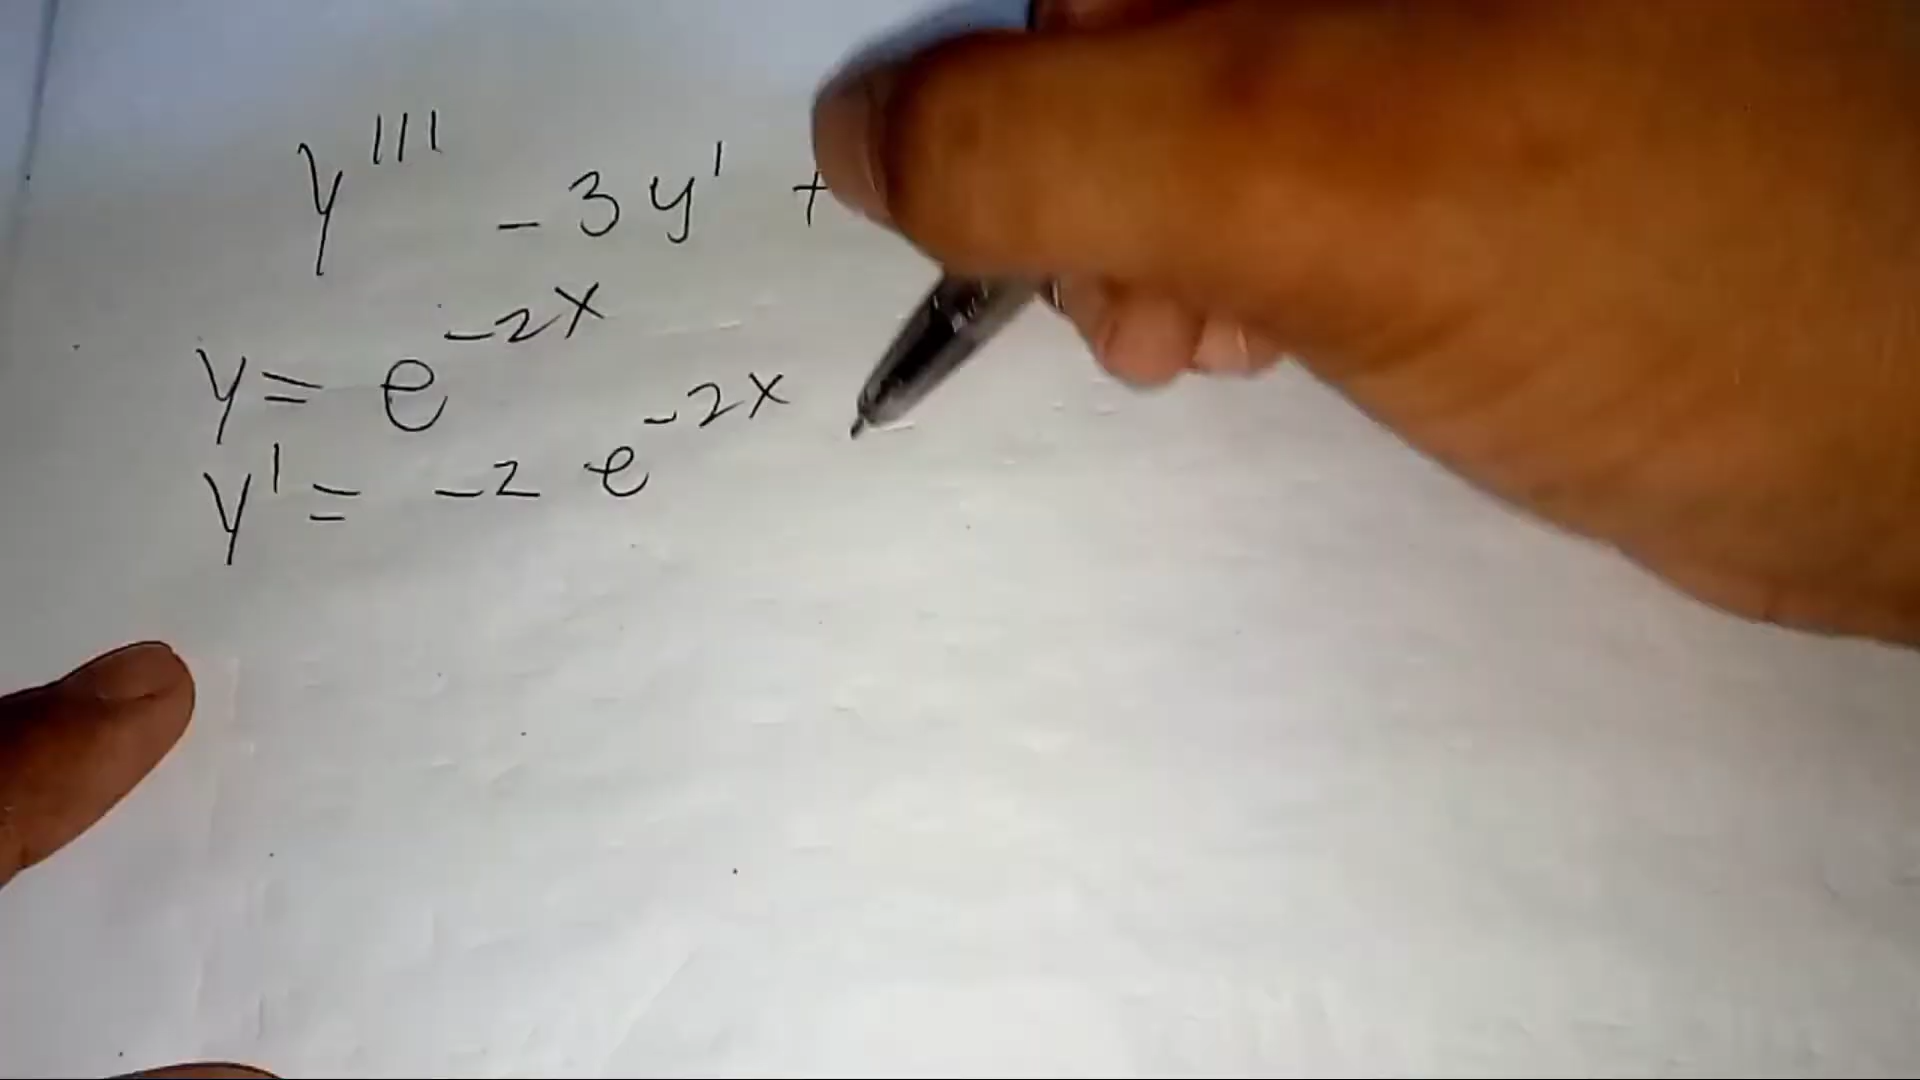 y''' - 3y' +
y = e^{-2x}
y' = -2 e^{-2x}